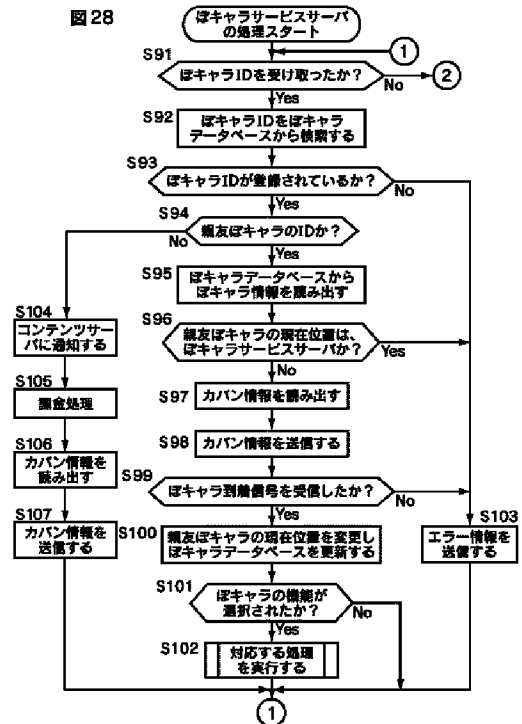 図28
ぽキャラサービスサーバ
の処理スタート
①
S91
ぽキャラIDを受け取ったか?
No
②
Yes
S92
ぽキャラIDをぽキャラ
データベースから検索する
S93
ぽキャラIDが登録されているか?
No
Yes
S94
親友ぽキャラのIDか?
No
Yes
S95
ぽキャラデータベースから
ぽキャラ情報を読み出す
S96
親友ぽキャラの現在位置は、
ぽキャラサービスサーバか?
Yes
No
S97
カバン情報を読み出す
S98
カバン情報を送信する
S99
ぽキャラ到着信号を受信したか?
No
Yes
S100
親友ぽキャラの現在位置を変更し
ぽキャラデータベースを更新する
S101
ぽキャラの機能が
選択されたか?
No
Yes
S102
対応する処理
を実行する
S103
エラー情報を
送信する
S104
コンテンツサー
バに通知する
S105
課金処理
S106
カバン情報を
読み出す
S107
カバン情報を
送信する
①